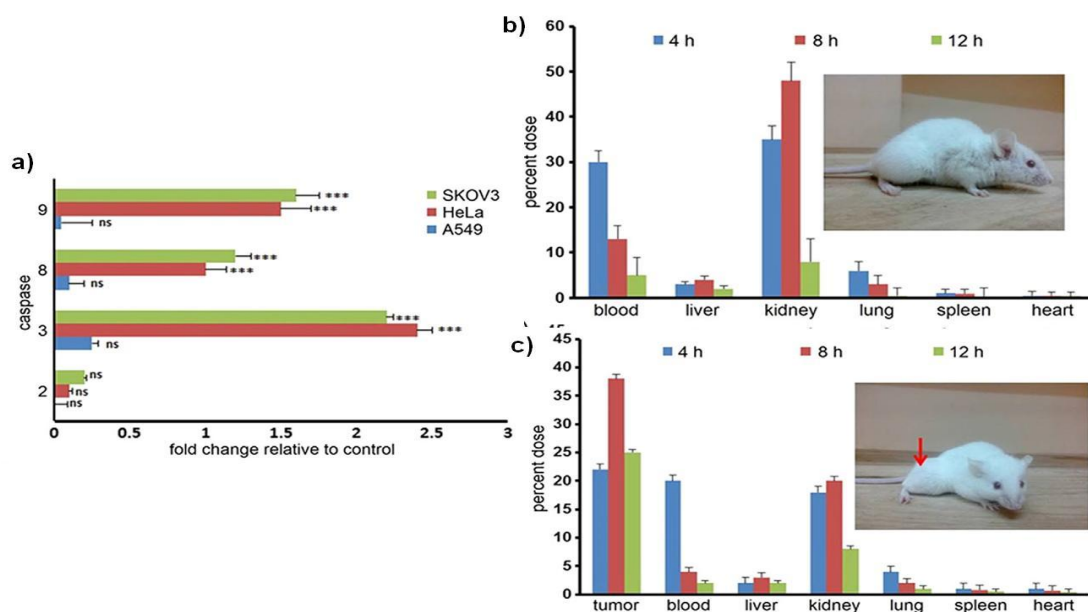 a)
caspase
9
8
3
2
***
***
ns
***
***
ns
***
***
ns
ns
ns
ns
SKOV3
HeLa
A549
0 0.5 1 1.5 2 2.5 3
fold change relative to control
b)
percent dose
60
50
40
30
20
10
0
4 h 8 h 12 h
blood liver kidney lung spleen heart
c)
percent dose
45
40
35
30
25
20
15
10
5
0
4 h 8 h 12 h
tumor blood liver kidney lung spleen heart